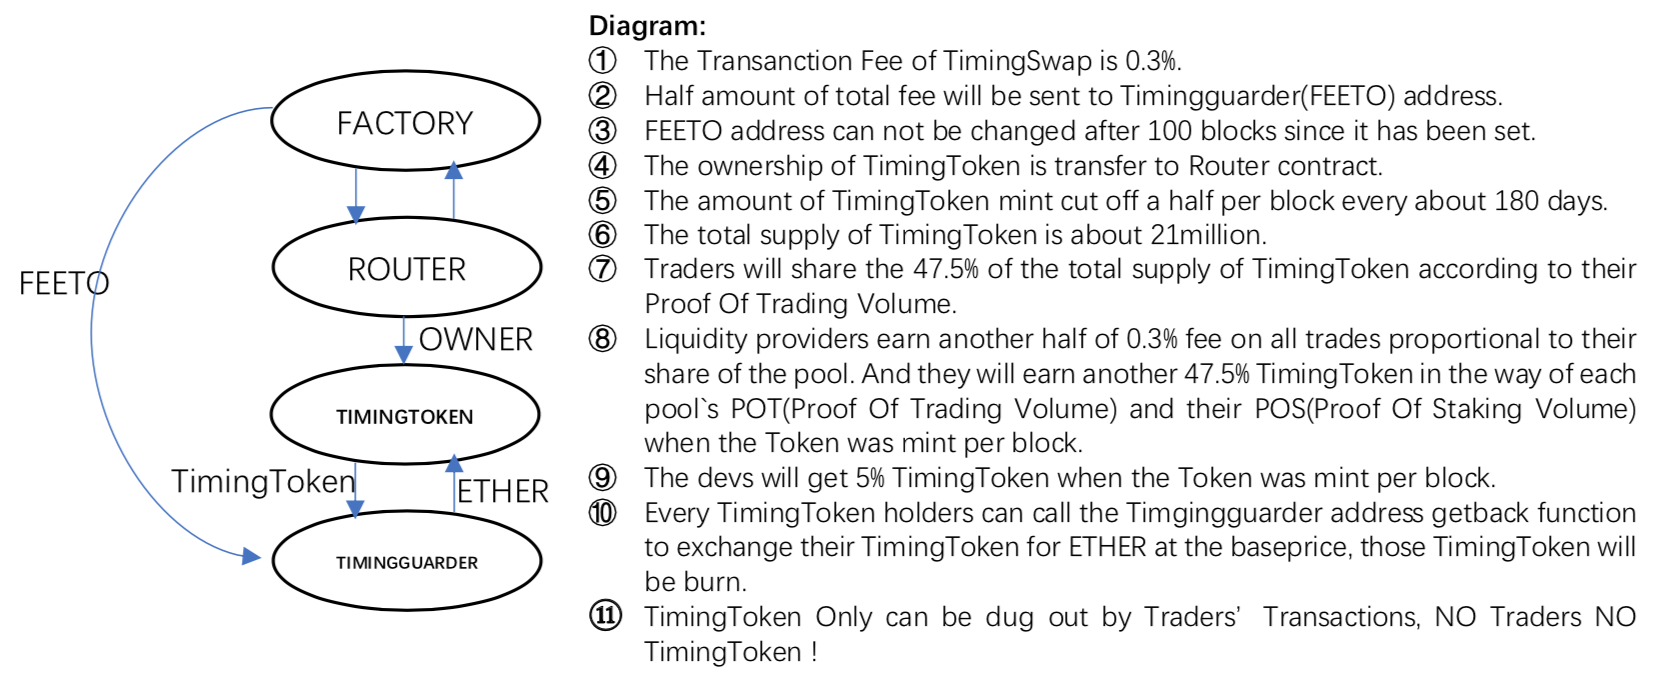 FACTORY
ROUTER
FEETO
OWNER
TIMINGTOKEN
TimingToken
ETHER
TIMINGGUARDER
Diagram:
① The Transanction Fee of TimingSwap is 0.3%.
② Half amount of total fee will be sent to Timingguarder(FEETO) address.
③ FEETO address can not be changed after 100 blocks since it has been set.
④ The ownership of TimingToken is transfer to Router contract.
⑤ The amount of TimingToken mint cut off a half per block every about 180 days.
⑥ The total supply of TimingToken is about 21million.
⑦ Traders will share the 47.5% of the total supply of TimingToken according to their
Proof Of Trading Volume.
⑧ Liquidity providers earn another half of 0.3% fee on all trades proportional to their
share of the pool. And they will earn another 47.5% TimingToken in the way of each
pool`s POT(Proof Of Trading Volume) and their POS(Proof Of Staking Volume)
when the Token was mint per block.
⑨ The devs will get 5% TimingToken when the Token was mint per block.
⑩ Every TimingToken holders can call the Timgingguarder address getback function
to exchange their TimingToken for ETHER at the baseprice, those TimingToken will
be burn.
⑪ TimingToken Only can be dug out by Traders’ Transactions, NO Traders NO
TimingToken !